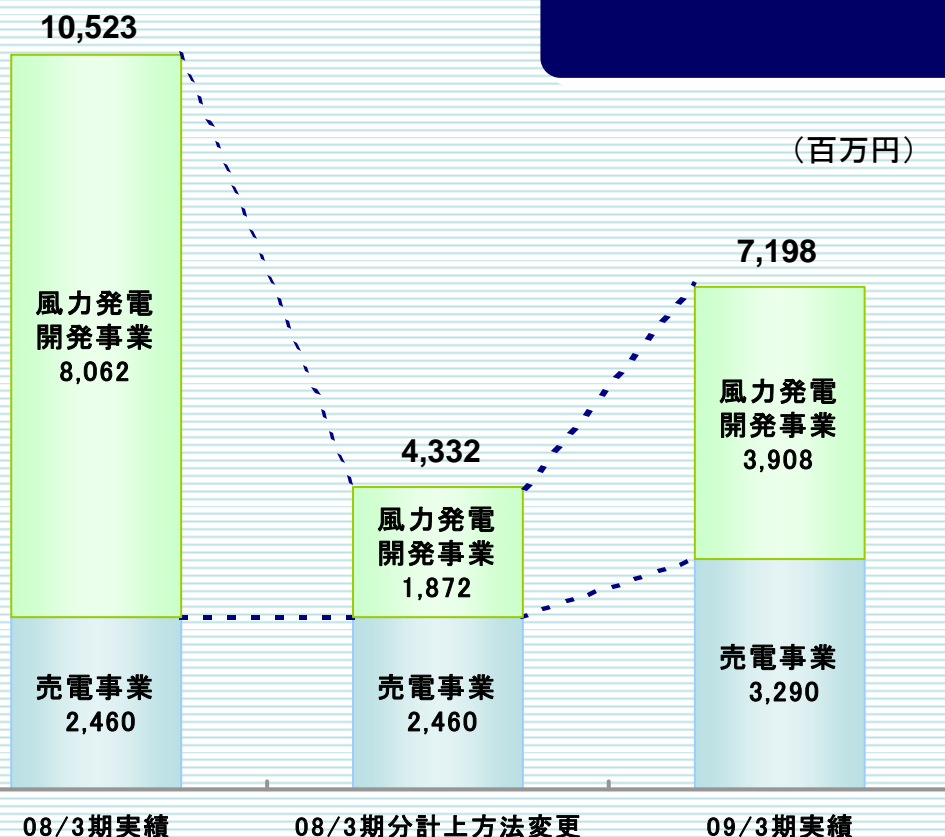 10,523
（百万円）
7,198
風力発電
開発事業
8,062
風力発電
開発事業
3,908
4,332
風力発電
開発事業
1,872
売電事業
2,460
売電事業
2,460
売電事業
3,290
08/3期実績
08/3期分計上方法変更
09/3期実績